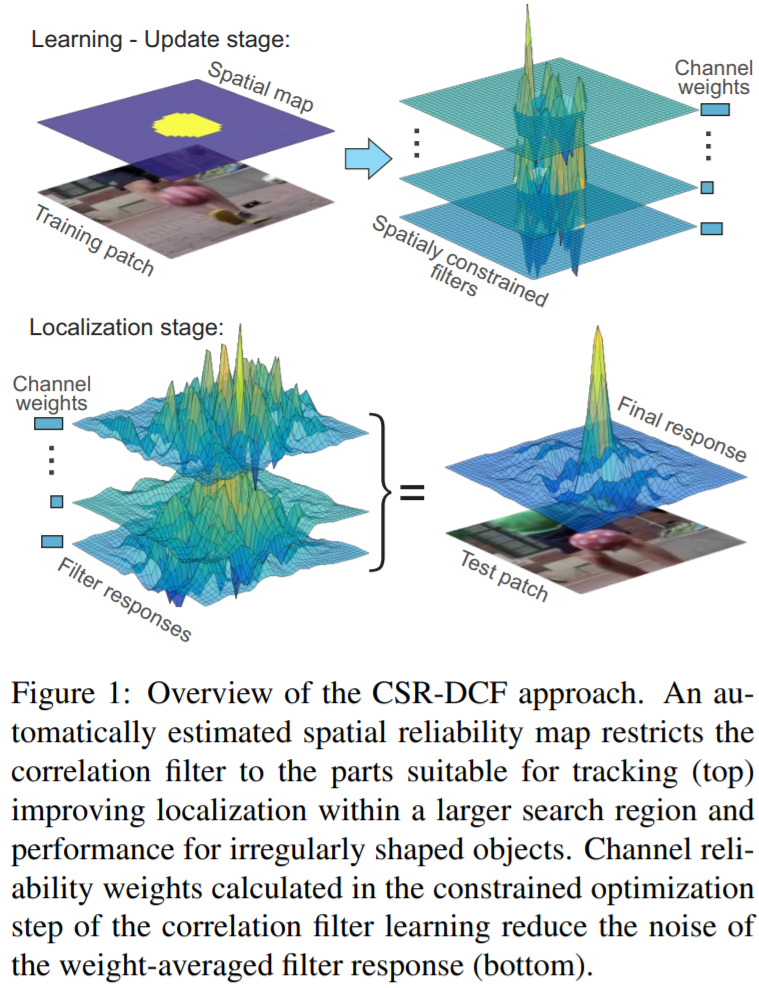 Learning - Update stage:
Spatial map
Training patch
Channel
weights
Spatialy constrained
filters
Localization stage:
Channel
weights
Filter responses
=
Final response
Test patch
Figure 1: Overview of the CSR-DCF approach. An au-
tomatically estimated spatial reliability map restricts the
correlation filter to the parts suitable for tracking (top)
improving localization within a larger search region and
performance for irregularly shaped objects. Channel reli-
ability weights calculated in the constrained optimization
step of the correlation filter learning reduce the noise of
the weight-averaged filter response (bottom).